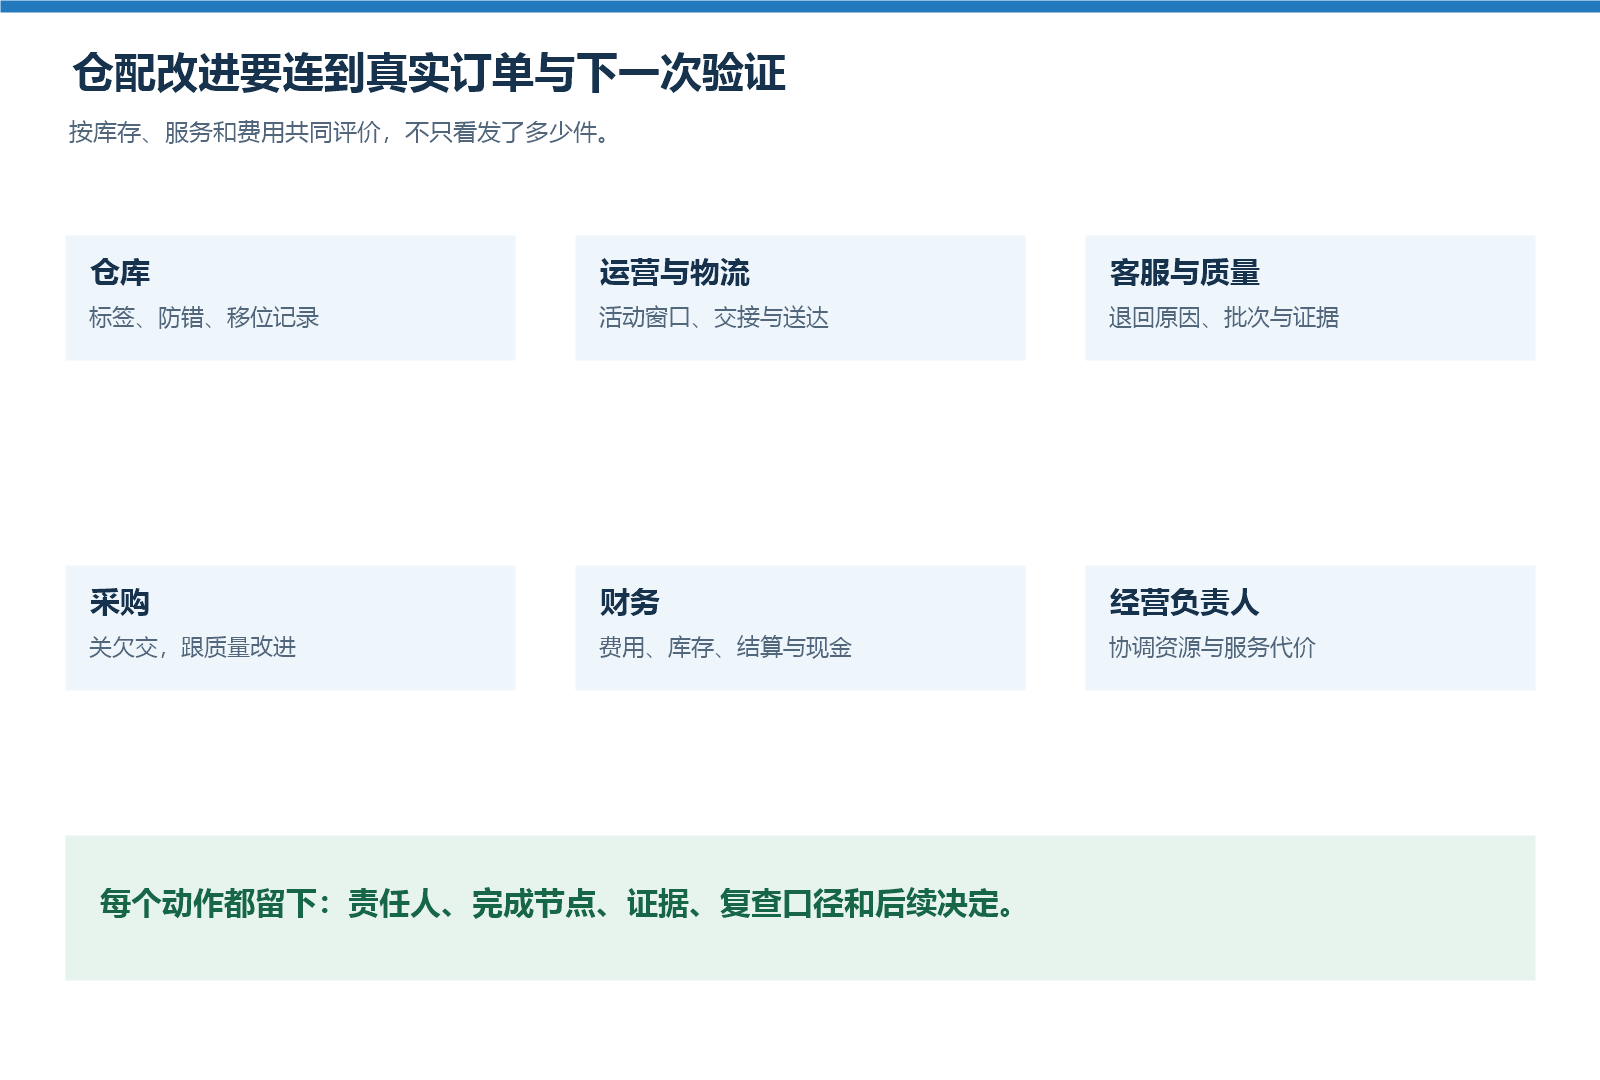 仓配改进要连到真实订单与下一次验证
按库存、服务和费用共同评价，不只看发了多少件。
仓库
标签、防错、移位记录
运营与物流
活动窗口、交接与送达
客服与质量
退回原因、批次与证据
采购
关欠交，跟质量改进
财务
费用、库存、结算与现金
经营负责人
协调资源与服务代价
每个动作都留下：责任人、完成节点、证据、复查口径和后续决定。